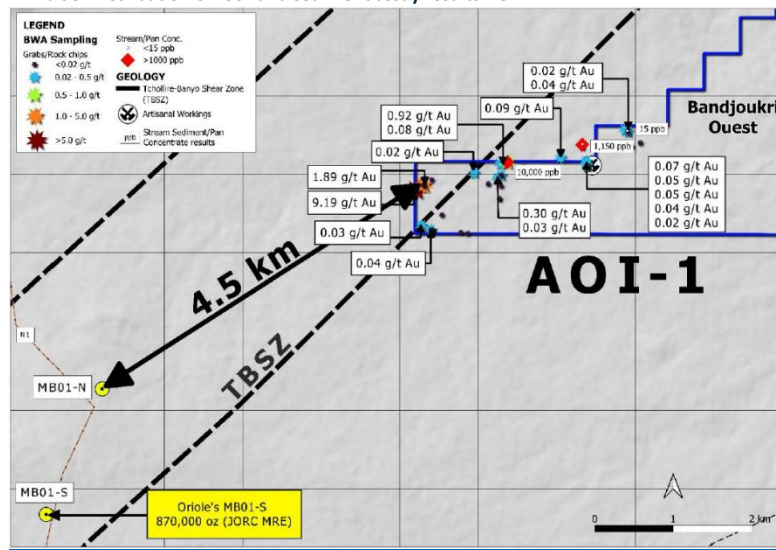 LEGEND
BWA Sampling
Grabs/Rock chips
<0.02 g/t
0.02 - 0.5 g/t
0.5 - 1.0 g/t
1.0 - 5.0 g/t
>5.0 g/t
Stream/Pan Conc.
<15 ppb
>1000 ppb
GEOLOGY
Tchollire-Banyo Shear Zone
(TBSZ)
Artisanal Workings
ppb
Stream Sediment/Pan
Concentrate results
0.02 g/t Au
0.04 g/t Au
0.92 g/t Au
0.08 g/t Au
0.09 g/t Au
0.02 g/t Au
1.89 g/t Au
9.19 g/t Au
0.03 g/t Au
0.04 g/t Au
0.30 g/t Au
0.03 g/t Au
0.07 g/t Au
0.05 g/t Au
0.05 g/t Au
0.04 g/t Au
0.02 g/t Au
15 ppb
1,150 ppb
10,000 ppb
Bandjoukri
Ouest
AOI-1
4.5 km
TBSZ
N1
MB01-N
MB01-S
Oriole's MB01-S
870,000 oz (JORC MRE)
0 1 2 km